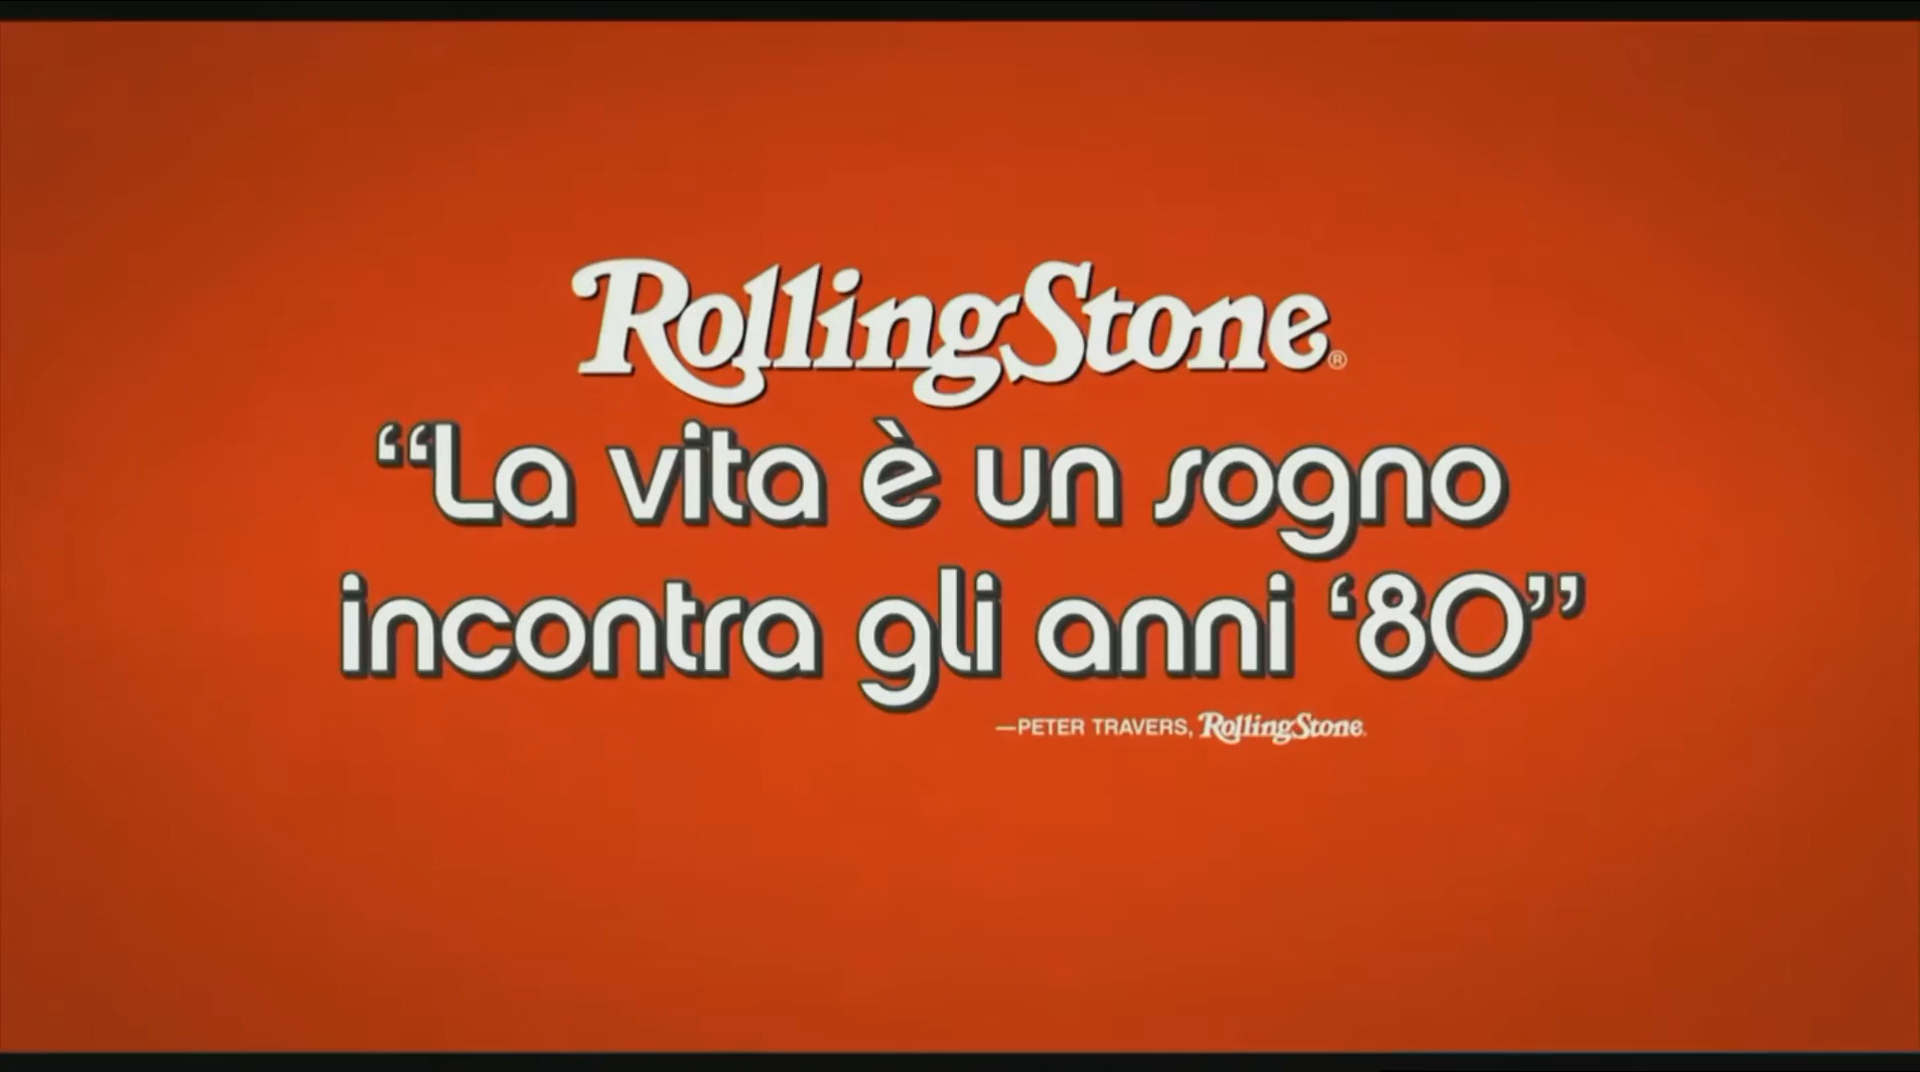 RollingStone®
“La vita è un sogno
incontra gli anni ‘80”
—PETER TRAVERS, RollingStone.